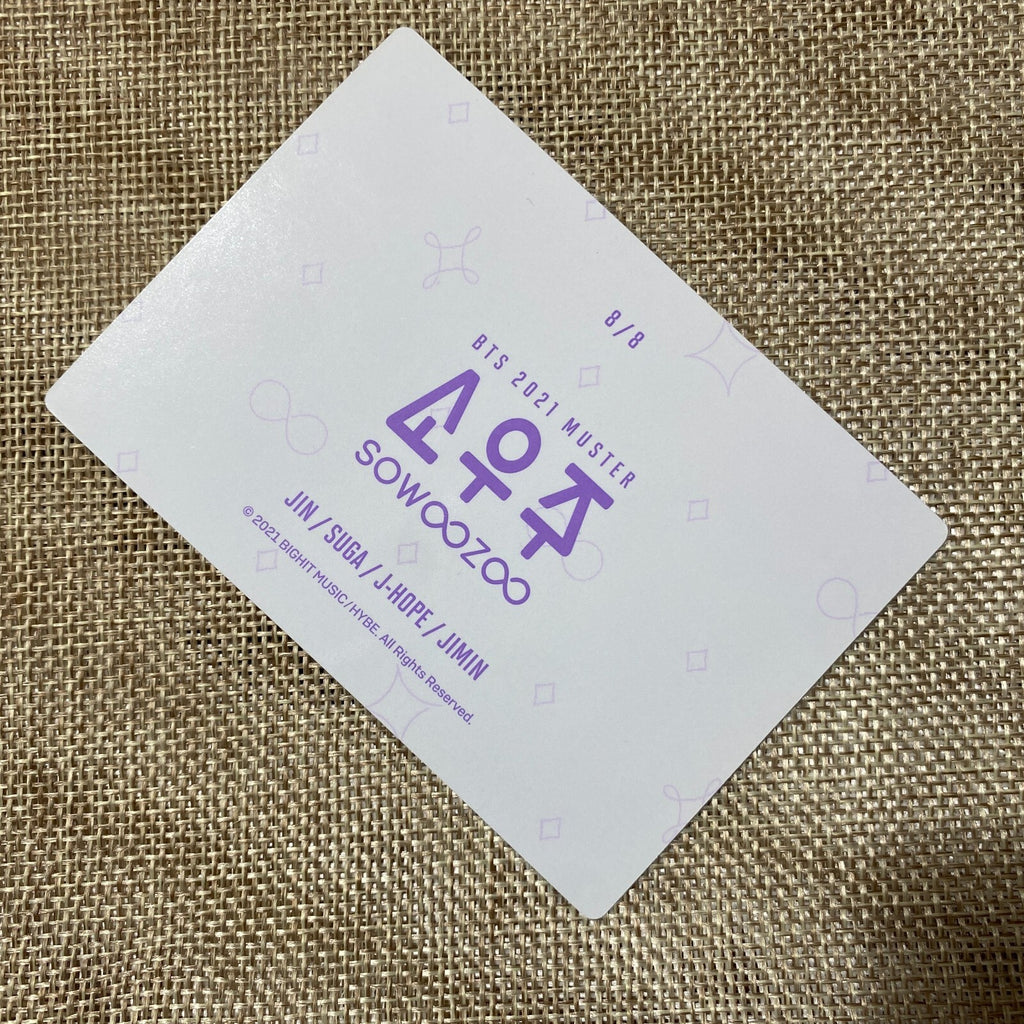 8/8
BTS 2021 MUSTER
소우주
SOWOOZOO
JIN / SUGA / J-HOPE / JIMIN
© 2021 BIGHIT MUSIC / HYBE. All Rights Reserved.